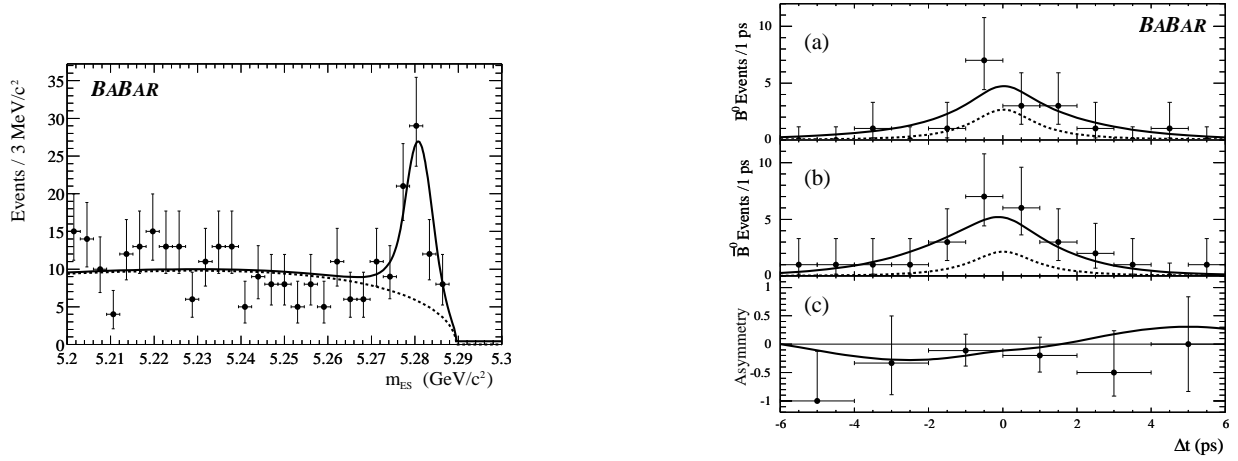 BABAR
Events / 3 MeV/c²
35
30
25
20
15
10
5
0
5.2 5.21 5.22 5.23 5.24 5.25 5.26 5.27 5.28 5.29 5.3
m_ES (GeV/c²)
BABAR
(a)
B⁰ Events /1 ps
10
5
0
(b)
B̄⁰ Events /1 ps
10
5
0
(c)
Asymmetry
1
0.5
0
-0.5
-1
-6 -4 -2 0 2 4 6
Δt (ps)